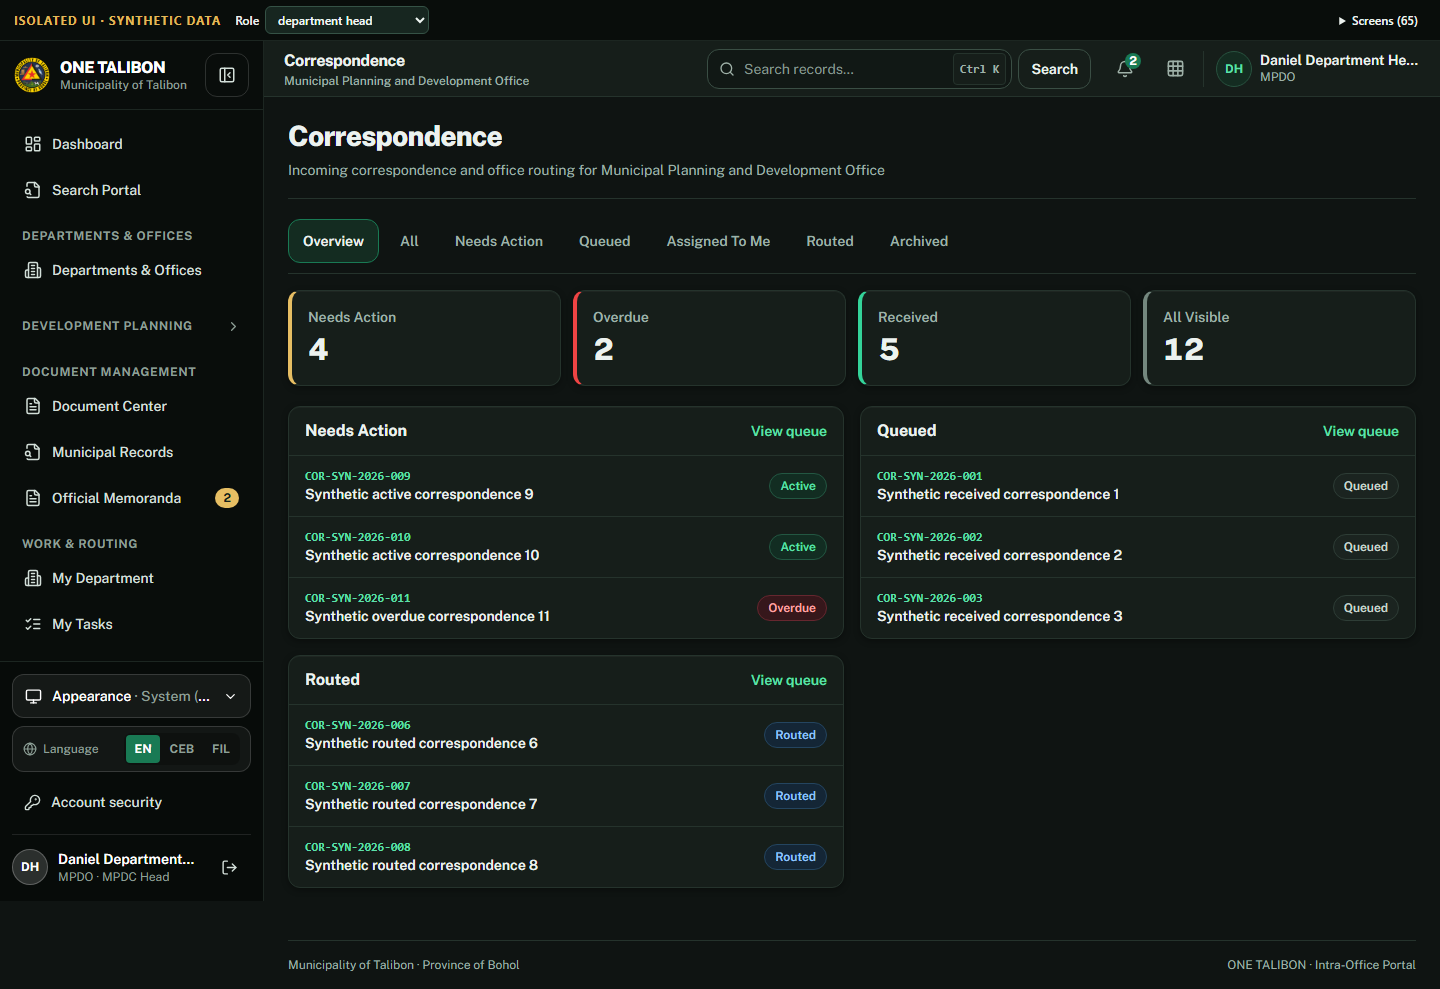 ISOLATED UI · SYNTHETIC DATA
Role
department head
Screens (65)
ONE TALIBON
Municipality of Talibon
Correspondence
Municipal Planning and Development Office
Search records...
Ctrl K
Search
2
DH
Daniel Department He...
MPDO
Dashboard
Search Portal
DEPARTMENTS & OFFICES
Departments & Offices
DEVELOPMENT PLANNING
DOCUMENT MANAGEMENT
Document Center
Municipal Records
Official Memoranda
2
WORK & ROUTING
My Department
My Tasks
Appearance · System (...
Language
EN
CEB
FIL
Account security
DH
Daniel Department...
MPDO · MPDC Head
Correspondence
Incoming correspondence and office routing for Municipal Planning and Development Office
Overview
All
Needs Action
Queued
Assigned To Me
Routed
Archived
Needs Action
4
Overdue
2
Received
5
All Visible
12
Needs Action
View queue
COR-SYN-2026-009
Synthetic active correspondence 9
Active
COR-SYN-2026-010
Synthetic active correspondence 10
Active
COR-SYN-2026-011
Synthetic overdue correspondence 11
Overdue
Queued
View queue
COR-SYN-2026-001
Synthetic received correspondence 1
Queued
COR-SYN-2026-002
Synthetic received correspondence 2
Queued
COR-SYN-2026-003
Synthetic received correspondence 3
Queued
Routed
View queue
COR-SYN-2026-006
Synthetic routed correspondence 6
Routed
COR-SYN-2026-007
Synthetic routed correspondence 7
Routed
COR-SYN-2026-008
Synthetic routed correspondence 8
Routed
Municipality of Talibon · Province of Bohol
ONE TALIBON · Intra-Office Portal